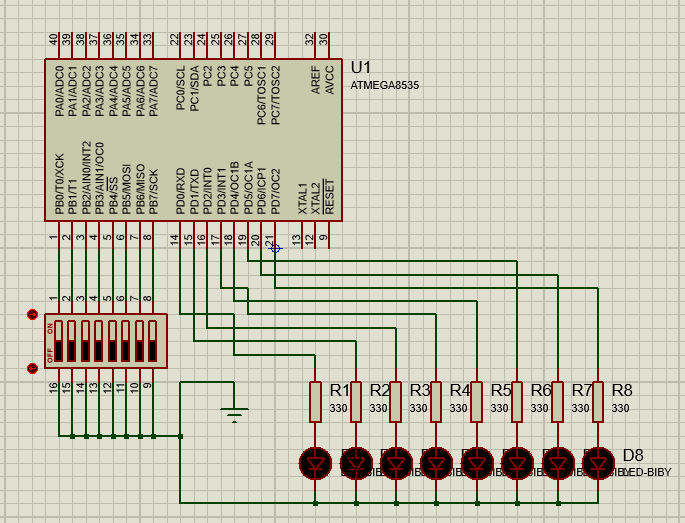 40 39 38 37 36 35 34 33 22 23 24 25 26 27 28 29 32 30
U1
ATMEGA8535
PA0/ADC0
PA1/ADC1
PA2/ADC2
PA3/ADC3
PA4/ADC4
PA5/ADC5
PA6/ADC6
PA7/ADC7
PC0/SCL
PC1/SDA
PC2
PC3
PC4
PC5
PC6/TOSC1
PC7/TOSC2
AREF
AVCC
PB0/T0/XCK
PB1/T1
PB2/AIN0/INT2
PB3/AIN1/OC0
PB4/SS
PB5/MOSI
PB6/MISO
PB7/SCK
PD0/RXD
PD1/TXD
PD2/INT0
PD3/INT1
PD4/OC1B
PD5/OC1A
PD6/ICP1
PD7/OC2
XTAL1
XTAL2
RESET
1 2 3 4 5 6 7 8 14 15 16 17 18 19 20 21 13 12 9
1 2 3 4 5 6 7 8
ON
OFF
16 15 14 13 12 11 10 9
R1 R2 R3 R4 R5 R6 R7 R8
330 330 330 330 330 330 330 330
D8
LED-BIBY